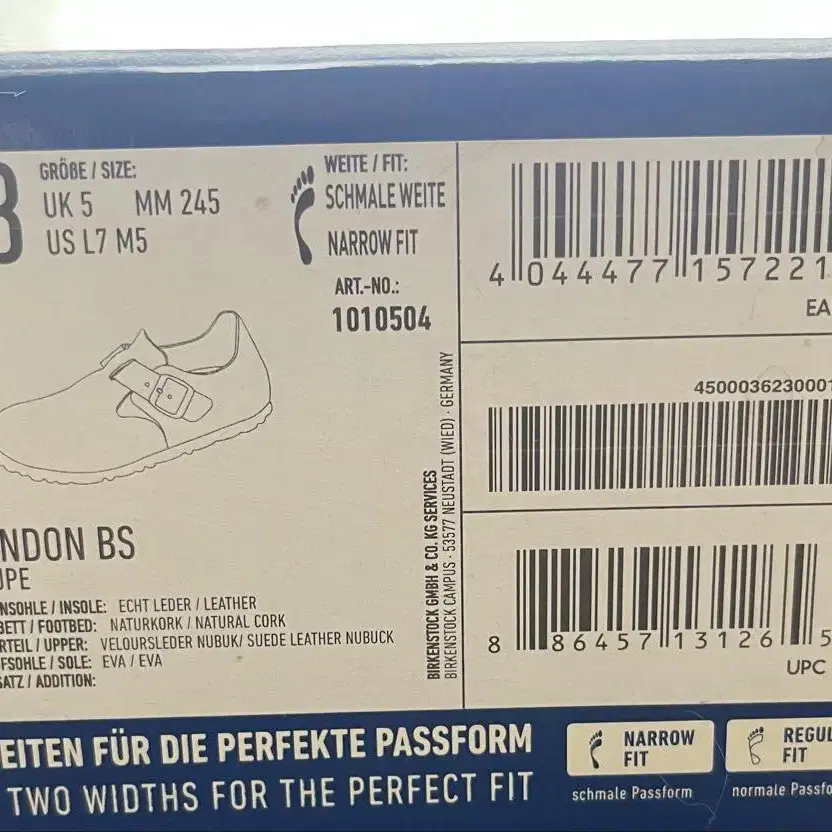 8
GRÖßE / SIZE:
UK 5 MM 245
US L7 M5
WEITE / FIT:
SCHMALE WEITE
NARROW FIT
ART.-NO.:
1010504
NDON BS
UPE
NSOHLE / INSOLE: ECHT LEDER / LEATHER
BETT / FOOTBED: NATURKORK / NATURAL CORK
RTEIL / UPPER: VELOURSLEDER NUBUK/ SUEDE LEATHER NUBUCK
FSOHLE / SOLE: EVA / EVA
SATZ / ADDITION:
BIRKENSTOCK GMBH & CO. KG SERVICES
BIRKENSTOCK CAMPUS · 53577 NEUSTADT (WIED) · GERMANY
4 044477 157221
EA
4500036230001
8 86457 13126 5
UPC
EITEN FÜR DIE PERFEKTE PASSFORM
TWO WIDTHS FOR THE PERFECT FIT
NARROW
FIT
schmale Passform
REGUL
FIT
normale Passfo